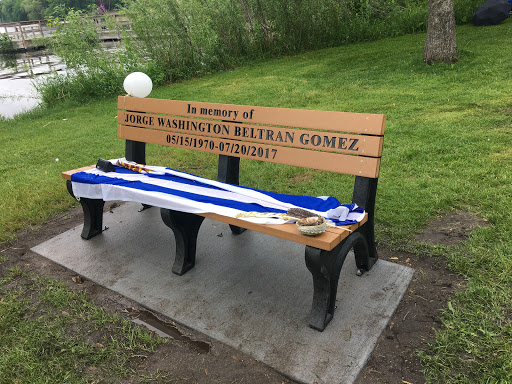 In memory of
JORGE WASHINGTON BELTRAN GOMEZ
05/15/1970-07/20/2017